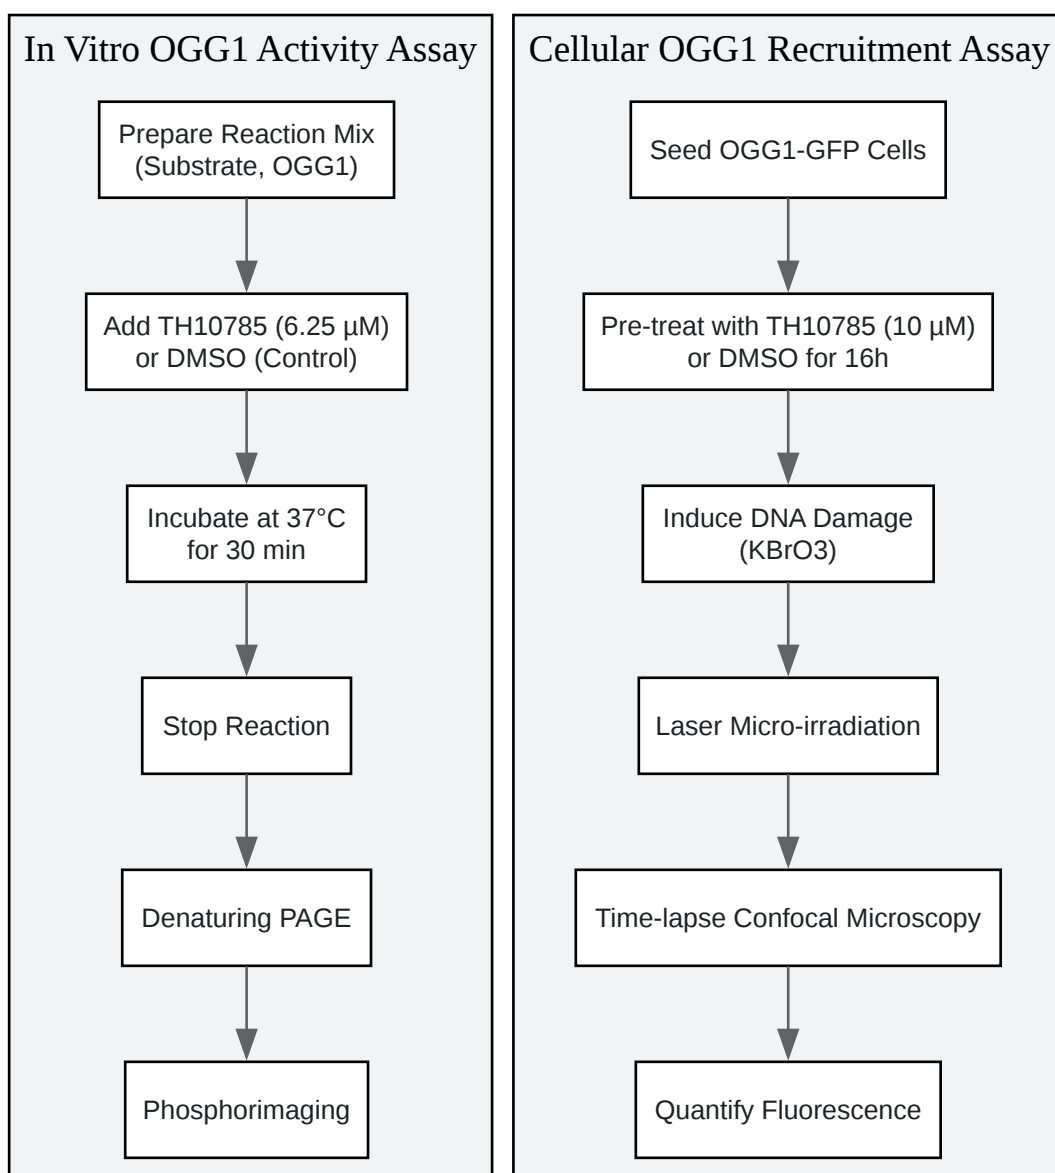 In Vitro OGG1 Activity Assay
Prepare Reaction Mix
(Substrate, OGG1)
Add TH10785 (6.25 µM)
or DMSO (Control)
Incubate at 37°C
for 30 min
Stop Reaction
Denaturing PAGE
Phosphorimaging
Cellular OGG1 Recruitment Assay
Seed OGG1-GFP Cells
Pre-treat with TH10785 (10 µM)
or DMSO for 16h
Induce DNA Damage
(KBrO3)
Laser Micro-irradiation
Time-lapse Confocal Microscopy
Quantify Fluorescence